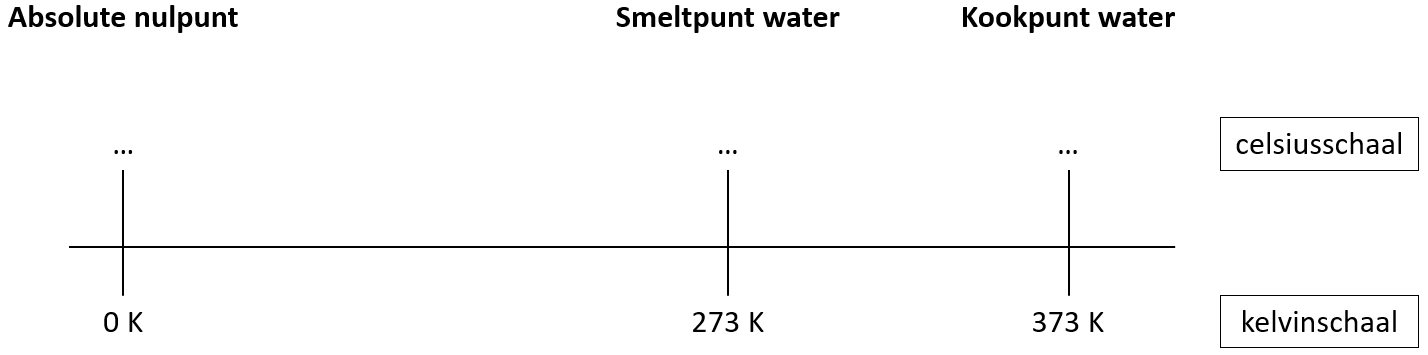 Absolute nulpunt Smeltpunt water Kookpunt water
... ... ... celsiusschaal
0 K 273 K 373 K kelvinschaal